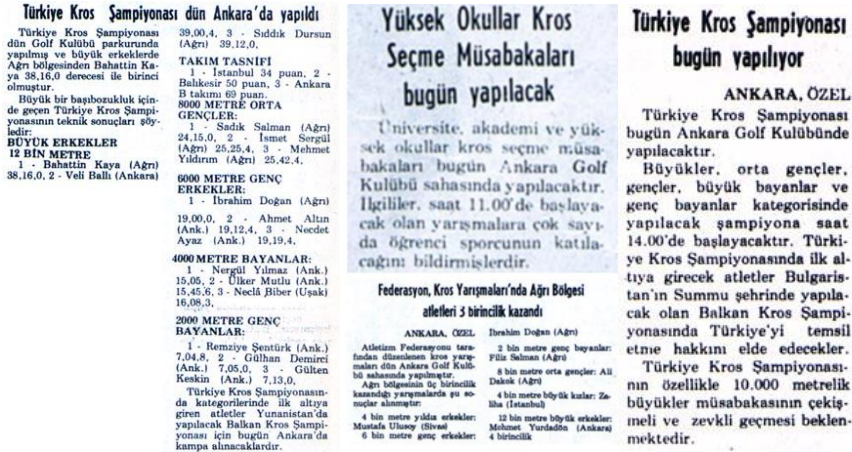 Türkiye Kros Şampiyonası dün Ankara'da yapıldı
Türkiye Kros Şampiyonası
dün Golf Kulübü parkurunda
yapılmış ve büyük erkeklerde
Ağrı bölgesinden Bahattin Ka-
ya 38,16,0 derecesi ile birinci
olmuştur.
Büyük bir başıbozukluk için-
de geçen Türkiye Kros Şampi-
yonasının teknik sonuçları şöy-
ledir:
BÜYÜK ERKEKLER
12 BİN METRE
1 - Bahattin Kaya (Ağrı)
38,16,0, 2 - Veli Ballı (Ankara)
39,00,4, 3 - Sıddık Dursun
(Ağrı) 39,12,0.
TAKIM TASNİFİ
1 - İstanbul 34 puan, 2 -
Balıkesir 50 puan, 3 - Ankara
B takımı 69 puan.
8000 METRE ORTA
GENÇLER:
1 - Sadık Salman (Ağrı)
24,15,0, 2 - İsmet Sergül
(Ağrı) 25,25,4, 3 - Mehmet
Yıldırım (Ağrı) 25,42,4.
6000 METRE GENÇ
ERKEKLER:
1 - İbrahim Doğan (Ağrı)
19,00,0, 2 - Ahmet Altın
(Ank.) 19,12,4, 3 - Necdet
Ayaz (Ank.) 19,19,4.
4000 METRE BAYANLAR:
1 - Nergül Yılmaz (Ank.)
15,05, 2 - Ülker Mutlu (Ank.)
15,45,6, 3 - Neclâ Biber (Uşak)
16,08,3,
2000 METRE GENÇ
BAYANLAR:
1 - Remziye Şentürk (Ank.)
7,04,8, 2 - Gülhan Demirci
(Ank.) 7,05,0, 3 - Gülten
Keskin (Ank.) 7,13,0,
Türkiye Kros Şampiyonasın-
da kategorilerinde ilk altıya
giren atletler Yunanistan'da
yapılacak Balkan Kros Şampi-
yonası için bugün Ankara'da
kampa alınacaklardır.
Yüksek Okullar Kros
Seçme Müsabakaları
bugün yapılacak
Üniversite, akademi ve yük-
sek okullar kros seçme müsa-
bakaları bugün Ankara Golf
Kulübü sahasında yapılacaktır.
İlgililer, saat 11.00'de başlaya-
cak olan yarışmalara çok sayı-
da öğrenci sporcunun katıla-
cağını bildirmişlerdir.
Federasyon, Kros Yarışmaları'nda Ağrı Bölgesi
atletleri 3 birincilik kazandı
ANKARA, ÖZEL
Atletizm Federasyonu tara-
fından düzenlenen kros yarış-
maları dün Ankara Golf Kulü-
bü sahasında yapılmıştır.
Ağrı bölgesinin üç birincilik
kazandığı yarışmalarda şu so-
nuçlar alınmıştır:
4 bin metre yıldız erkekler:
Mustafa Ulusoy (Sivas)
6 bin metre genç erkekler:
İbrahim Doğan (Ağrı)
2 bin metre genç bayanlar:
Filiz Salman (Ağrı)
8 bin metre orta gençler: Ali
Dakok (Ağrı)
4 bin metre büyük kızlar: Ze-
liha (İstanbul)
12 bin metre büyük erkekler:
Mehmet Yurdadön (Ankara)
4 birincilik
Türkiye Kros Şampiyonası
bugün yapılıyor
ANKARA, ÖZEL
Türkiye Kros Şampiyonası
bugün Ankara Golf Kulübünde
yapılacaktır.
Büyükler, orta gençler,
gençler, büyük bayanlar ve
genç bayanlar kategorisinde
yapılacak şampiyona saat
14.00'de başlayacaktır. Türki-
ye Kros Şampiyonasında ilk al-
tıya girecek atletler Bulgaris-
tan'ın Summu şehrinde yapıla-
cak olan Balkan Kros Şampi-
yonasında Türkiye'yi temsil
etme hakkını elde edecekler.
Türkiye Kros Şampiyonası-
nın özellikle 10.000 metrelik
büyükler müsabakasının çekiş-
meli ve zevkli geçmesi beklen-
mektedir.